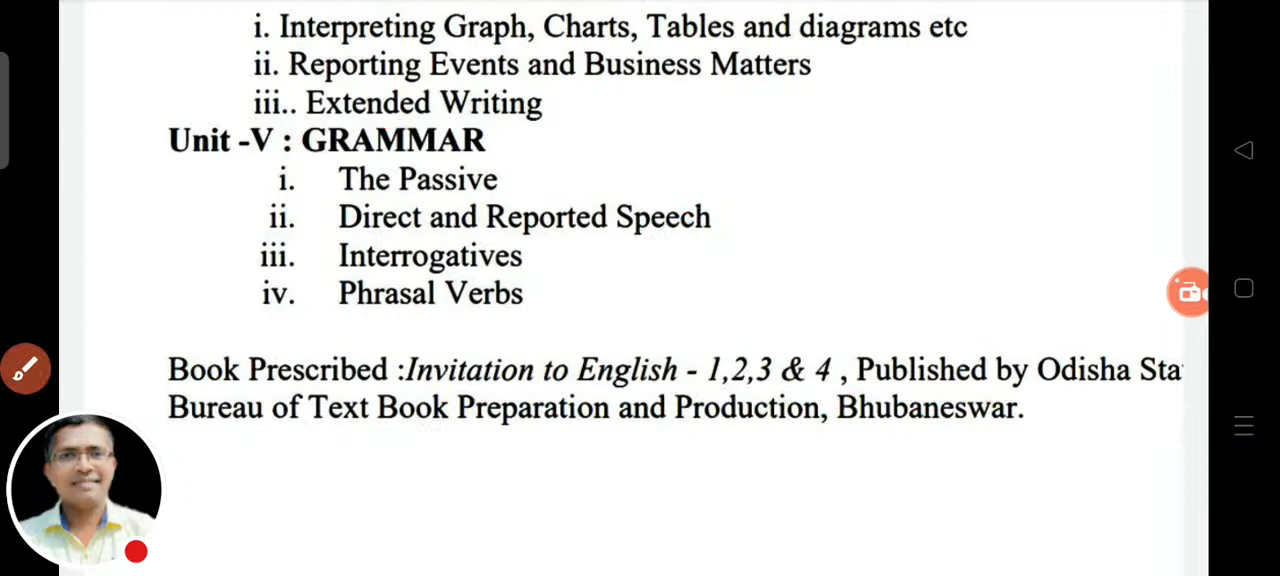 i. Interpreting Graph, Charts, Tables and diagrams etc
ii. Reporting Events and Business Matters
iii.. Extended Writing
Unit -V : GRAMMAR
i. The Passive
ii. Direct and Reported Speech
iii. Interrogatives
iv. Phrasal Verbs
Book Prescribed :Invitation to English - 1,2,3 & 4 , Published by Odisha
Bureau of Text Book Preparation and Production, Bhubaneswar.